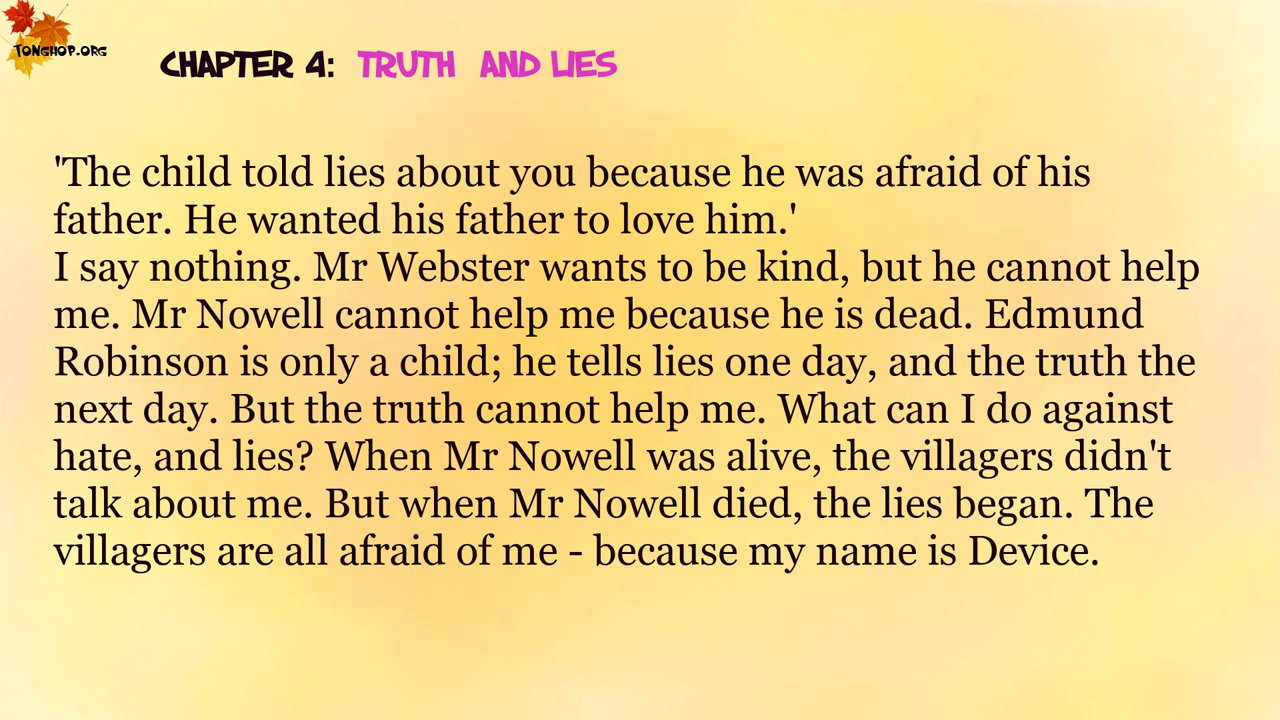 TONGHOP.ORG
CHAPTER 4: TRUTH AND LIES
'The child told lies about you because he was afraid of his
father. He wanted his father to love him.'
I say nothing. Mr Webster wants to be kind, but he cannot help
me. Mr Nowell cannot help me because he is dead. Edmund
Robinson is only a child; he tells lies one day, and the truth the
next day. But the truth cannot help me. What can I do against
hate, and lies? When Mr Nowell was alive, the villagers didn't
talk about me. But when Mr Nowell died, the lies began. The
villagers are all afraid of me - because my name is Device.